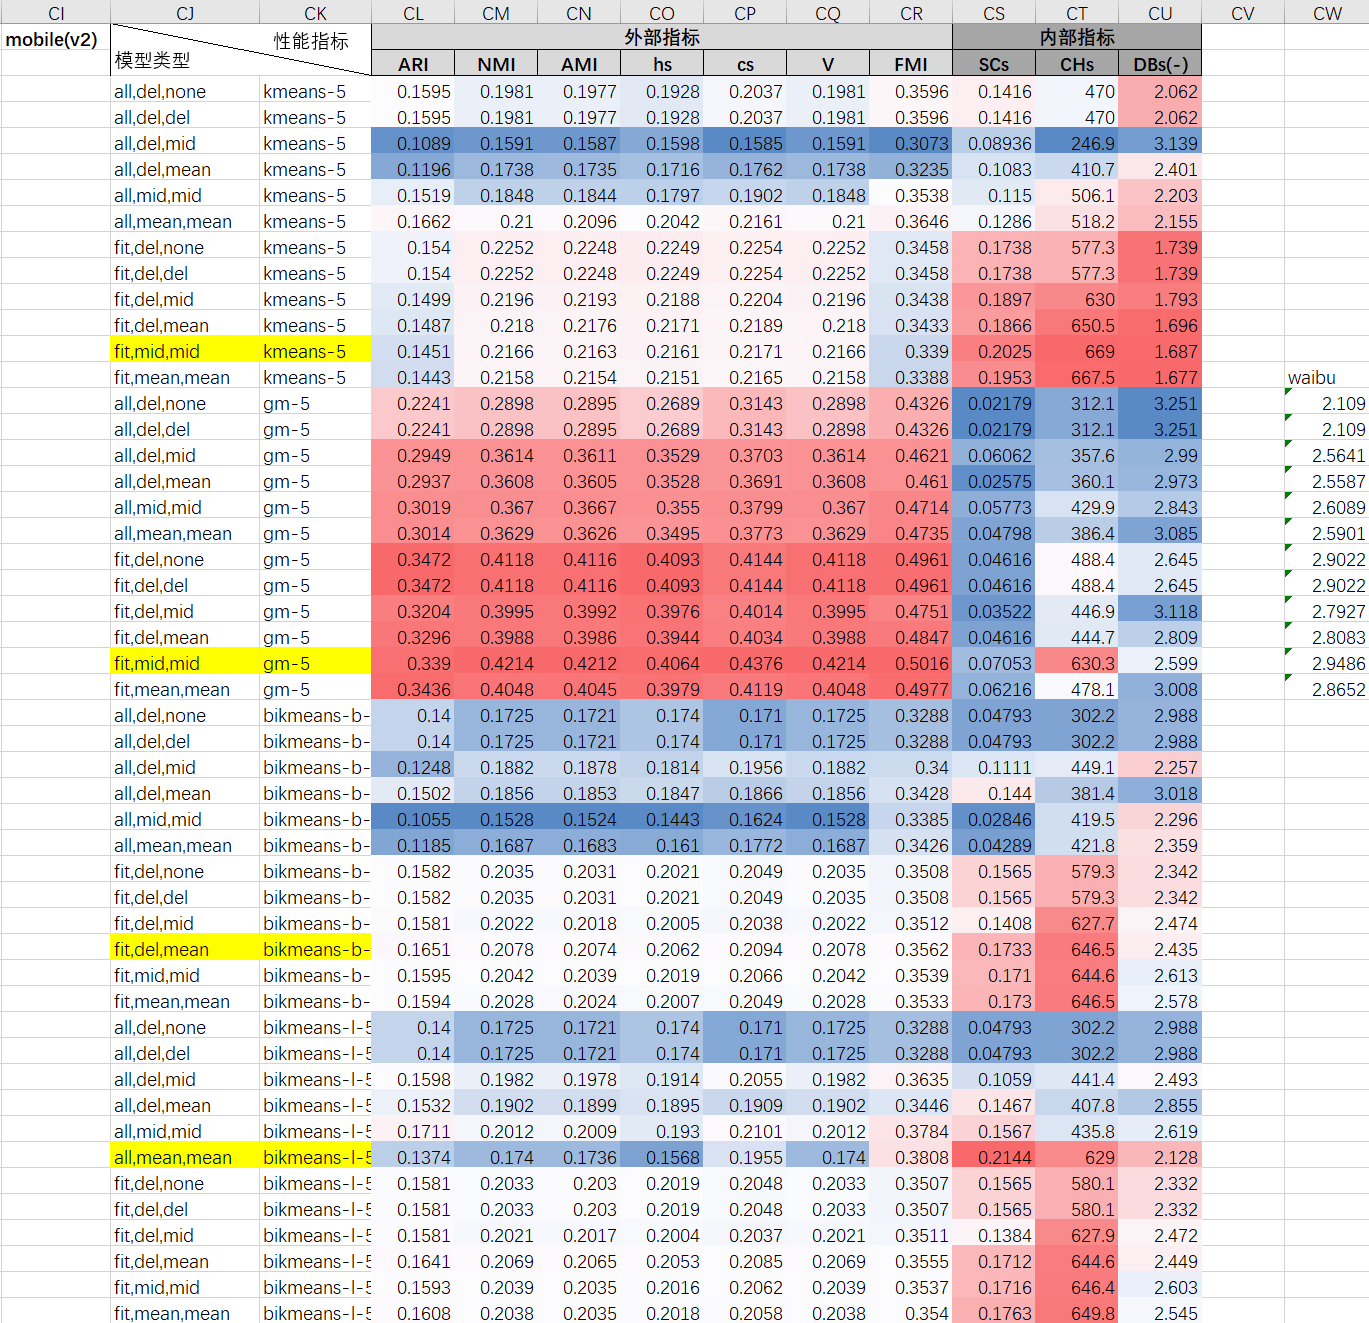 CI CJ CK CL CM CN CO CP CQ CR CS CT CU CV CW
mobile(v2) 性能指标 外部指标 内部指标
模型类型 ARI NMI AMI hs cs V FMI SCs CHs DBs(-)
all,del,none kmeans-5 0.1595 0.1981 0.1977 0.1928 0.2037 0.1981 0.3596 0.1416 470 2.062
all,del,del kmeans-5 0.1595 0.1981 0.1977 0.1928 0.2037 0.1981 0.3596 0.1416 470 2.062
all,del,mid kmeans-5 0.1089 0.1591 0.1587 0.1598 0.1585 0.1591 0.3073 0.08936 246.9 3.139
all,del,mean kmeans-5 0.1196 0.1738 0.1735 0.1716 0.1762 0.1738 0.3235 0.1083 410.7 2.401
all,mid,mid kmeans-5 0.1519 0.1848 0.1844 0.1797 0.1902 0.1848 0.3538 0.115 506.1 2.203
all,mean,mean kmeans-5 0.1662 0.21 0.2096 0.2042 0.2161 0.21 0.3646 0.1286 518.2 2.155
fit,del,none kmeans-5 0.154 0.2252 0.2248 0.2249 0.2254 0.2252 0.3458 0.1738 577.3 1.739
fit,del,del kmeans-5 0.154 0.2252 0.2248 0.2249 0.2254 0.2252 0.3458 0.1738 577.3 1.739
fit,del,mid kmeans-5 0.1499 0.2196 0.2193 0.2188 0.2204 0.2196 0.3438 0.1897 630 1.793
fit,del,mean kmeans-5 0.1487 0.218 0.2176 0.2171 0.2189 0.218 0.3433 0.1866 650.5 1.696
fit,mid,mid kmeans-5 0.1451 0.2166 0.2163 0.2161 0.2171 0.2166 0.339 0.2025 669 1.687
fit,mean,mean kmeans-5 0.1443 0.2158 0.2154 0.2151 0.2165 0.2158 0.3388 0.1953 667.5 1.677 waibu
all,del,none gm-5 0.2241 0.2898 0.2895 0.2689 0.3143 0.2898 0.4326 0.02179 312.1 3.251 2.109
all,del,del gm-5 0.2241 0.2898 0.2895 0.2689 0.3143 0.2898 0.4326 0.02179 312.1 3.251 2.109
all,del,mid gm-5 0.2949 0.3614 0.3611 0.3529 0.3703 0.3614 0.4621 0.06062 357.6 2.99 2.5641
all,del,mean gm-5 0.2937 0.3608 0.3605 0.3528 0.3691 0.3608 0.461 0.02575 360.1 2.973 2.5587
all,mid,mid gm-5 0.3019 0.367 0.3667 0.355 0.3799 0.367 0.4714 0.05773 429.9 2.843 2.6089
all,mean,mean gm-5 0.3014 0.3629 0.3626 0.3495 0.3773 0.3629 0.4735 0.04798 386.4 3.085 2.5901
fit,del,none gm-5 0.3472 0.4118 0.4116 0.4093 0.4144 0.4118 0.4961 0.04616 488.4 2.645 2.9022
fit,del,del gm-5 0.3472 0.4118 0.4116 0.4093 0.4144 0.4118 0.4961 0.04616 488.4 2.645 2.9022
fit,del,mid gm-5 0.3204 0.3995 0.3992 0.3976 0.4014 0.3995 0.4751 0.03522 446.9 3.118 2.7927
fit,del,mean gm-5 0.3296 0.3988 0.3986 0.3944 0.4034 0.3988 0.4847 0.04616 444.7 2.809 2.8083
fit,mid,mid gm-5 0.339 0.4214 0.4212 0.4064 0.4376 0.4214 0.5016 0.07053 630.3 2.599 2.9486
fit,mean,mean gm-5 0.3436 0.4048 0.4045 0.3979 0.4119 0.4048 0.4977 0.06216 478.1 3.008 2.8652
all,del,none bikmeans-b- 0.14 0.1725 0.1721 0.174 0.171 0.1725 0.3288 0.04793 302.2 2.988
all,del,del bikmeans-b- 0.14 0.1725 0.1721 0.174 0.171 0.1725 0.3288 0.04793 302.2 2.988
all,del,mid bikmeans-b- 0.1248 0.1882 0.1878 0.1814 0.1956 0.1882 0.34 0.1111 449.1 2.257
all,del,mean bikmeans-b- 0.1502 0.1856 0.1853 0.1847 0.1866 0.1856 0.3428 0.144 381.4 3.018
all,mid,mid bikmeans-b- 0.1055 0.1528 0.1524 0.1443 0.1624 0.1528 0.3385 0.02846 419.5 2.296
all,mean,mean bikmeans-b- 0.1185 0.1687 0.1683 0.161 0.1772 0.1687 0.3426 0.04289 421.8 2.359
fit,del,none bikmeans-b- 0.1582 0.2035 0.2031 0.2021 0.2049 0.2035 0.3508 0.1565 579.3 2.342
fit,del,del bikmeans-b- 0.1582 0.2035 0.2031 0.2021 0.2049 0.2035 0.3508 0.1565 579.3 2.342
fit,del,mid bikmeans-b- 0.1581 0.2022 0.2018 0.2005 0.2038 0.2022 0.3512 0.1408 627.7 2.474
fit,del,mean bikmeans-b- 0.1651 0.2078 0.2074 0.2062 0.2094 0.2078 0.3562 0.1733 646.5 2.435
fit,mid,mid bikmeans-b- 0.1595 0.2042 0.2039 0.2019 0.2066 0.2042 0.3539 0.171 644.6 2.613
fit,mean,mean bikmeans-b- 0.1594 0.2028 0.2024 0.2007 0.2049 0.2028 0.3533 0.173 646.5 2.578
all,del,none bikmeans-l-5 0.14 0.1725 0.1721 0.174 0.171 0.1725 0.3288 0.04793 302.2 2.988
all,del,del bikmeans-l-5 0.14 0.1725 0.1721 0.174 0.171 0.1725 0.3288 0.04793 302.2 2.988
all,del,mid bikmeans-l-5 0.1598 0.1982 0.1978 0.1914 0.2055 0.1982 0.3635 0.1059 441.4 2.493
all,del,mean bikmeans-l-5 0.1532 0.1902 0.1899 0.1895 0.1909 0.1902 0.3446 0.1467 407.8 2.855
all,mid,mid bikmeans-l-5 0.1711 0.2012 0.2009 0.193 0.2101 0.2012 0.3784 0.1567 435.8 2.619
all,mean,mean bikmeans-l-5 0.1374 0.174 0.1736 0.1568 0.1955 0.174 0.3808 0.2144 629 2.128
fit,del,none bikmeans-l-5 0.1581 0.2033 0.203 0.2019 0.2048 0.2033 0.3507 0.1565 580.1 2.332
fit,del,del bikmeans-l-5 0.1581 0.2033 0.203 0.2019 0.2048 0.2033 0.3507 0.1565 580.1 2.332
fit,del,mid bikmeans-l-5 0.1581 0.2021 0.2017 0.2004 0.2037 0.2021 0.3511 0.1384 627.9 2.472
fit,del,mean bikmeans-l-5 0.1641 0.2069 0.2065 0.2053 0.2085 0.2069 0.3555 0.1712 644.6 2.449
fit,mid,mid bikmeans-l-5 0.1593 0.2039 0.2035 0.2016 0.2062 0.2039 0.3537 0.1716 646.4 2.603
fit,mean,mean bikmeans-l-5 0.1608 0.2038 0.2035 0.2018 0.2058 0.2038 0.354 0.1763 649.8 2.545